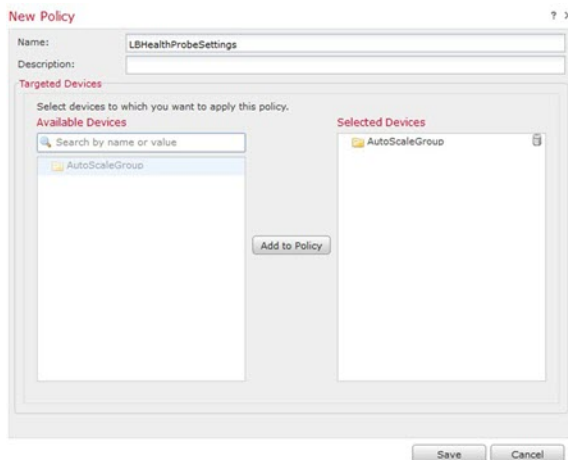 New Policy ? X
Name: LBHealthProbeSettings
Description:
Targeted Devices
Select devices to which you want to apply this policy.
Available Devices Selected Devices
Search by name or value
AutoScaleGroup AutoScaleGroup
Add to Policy
Save Cancel